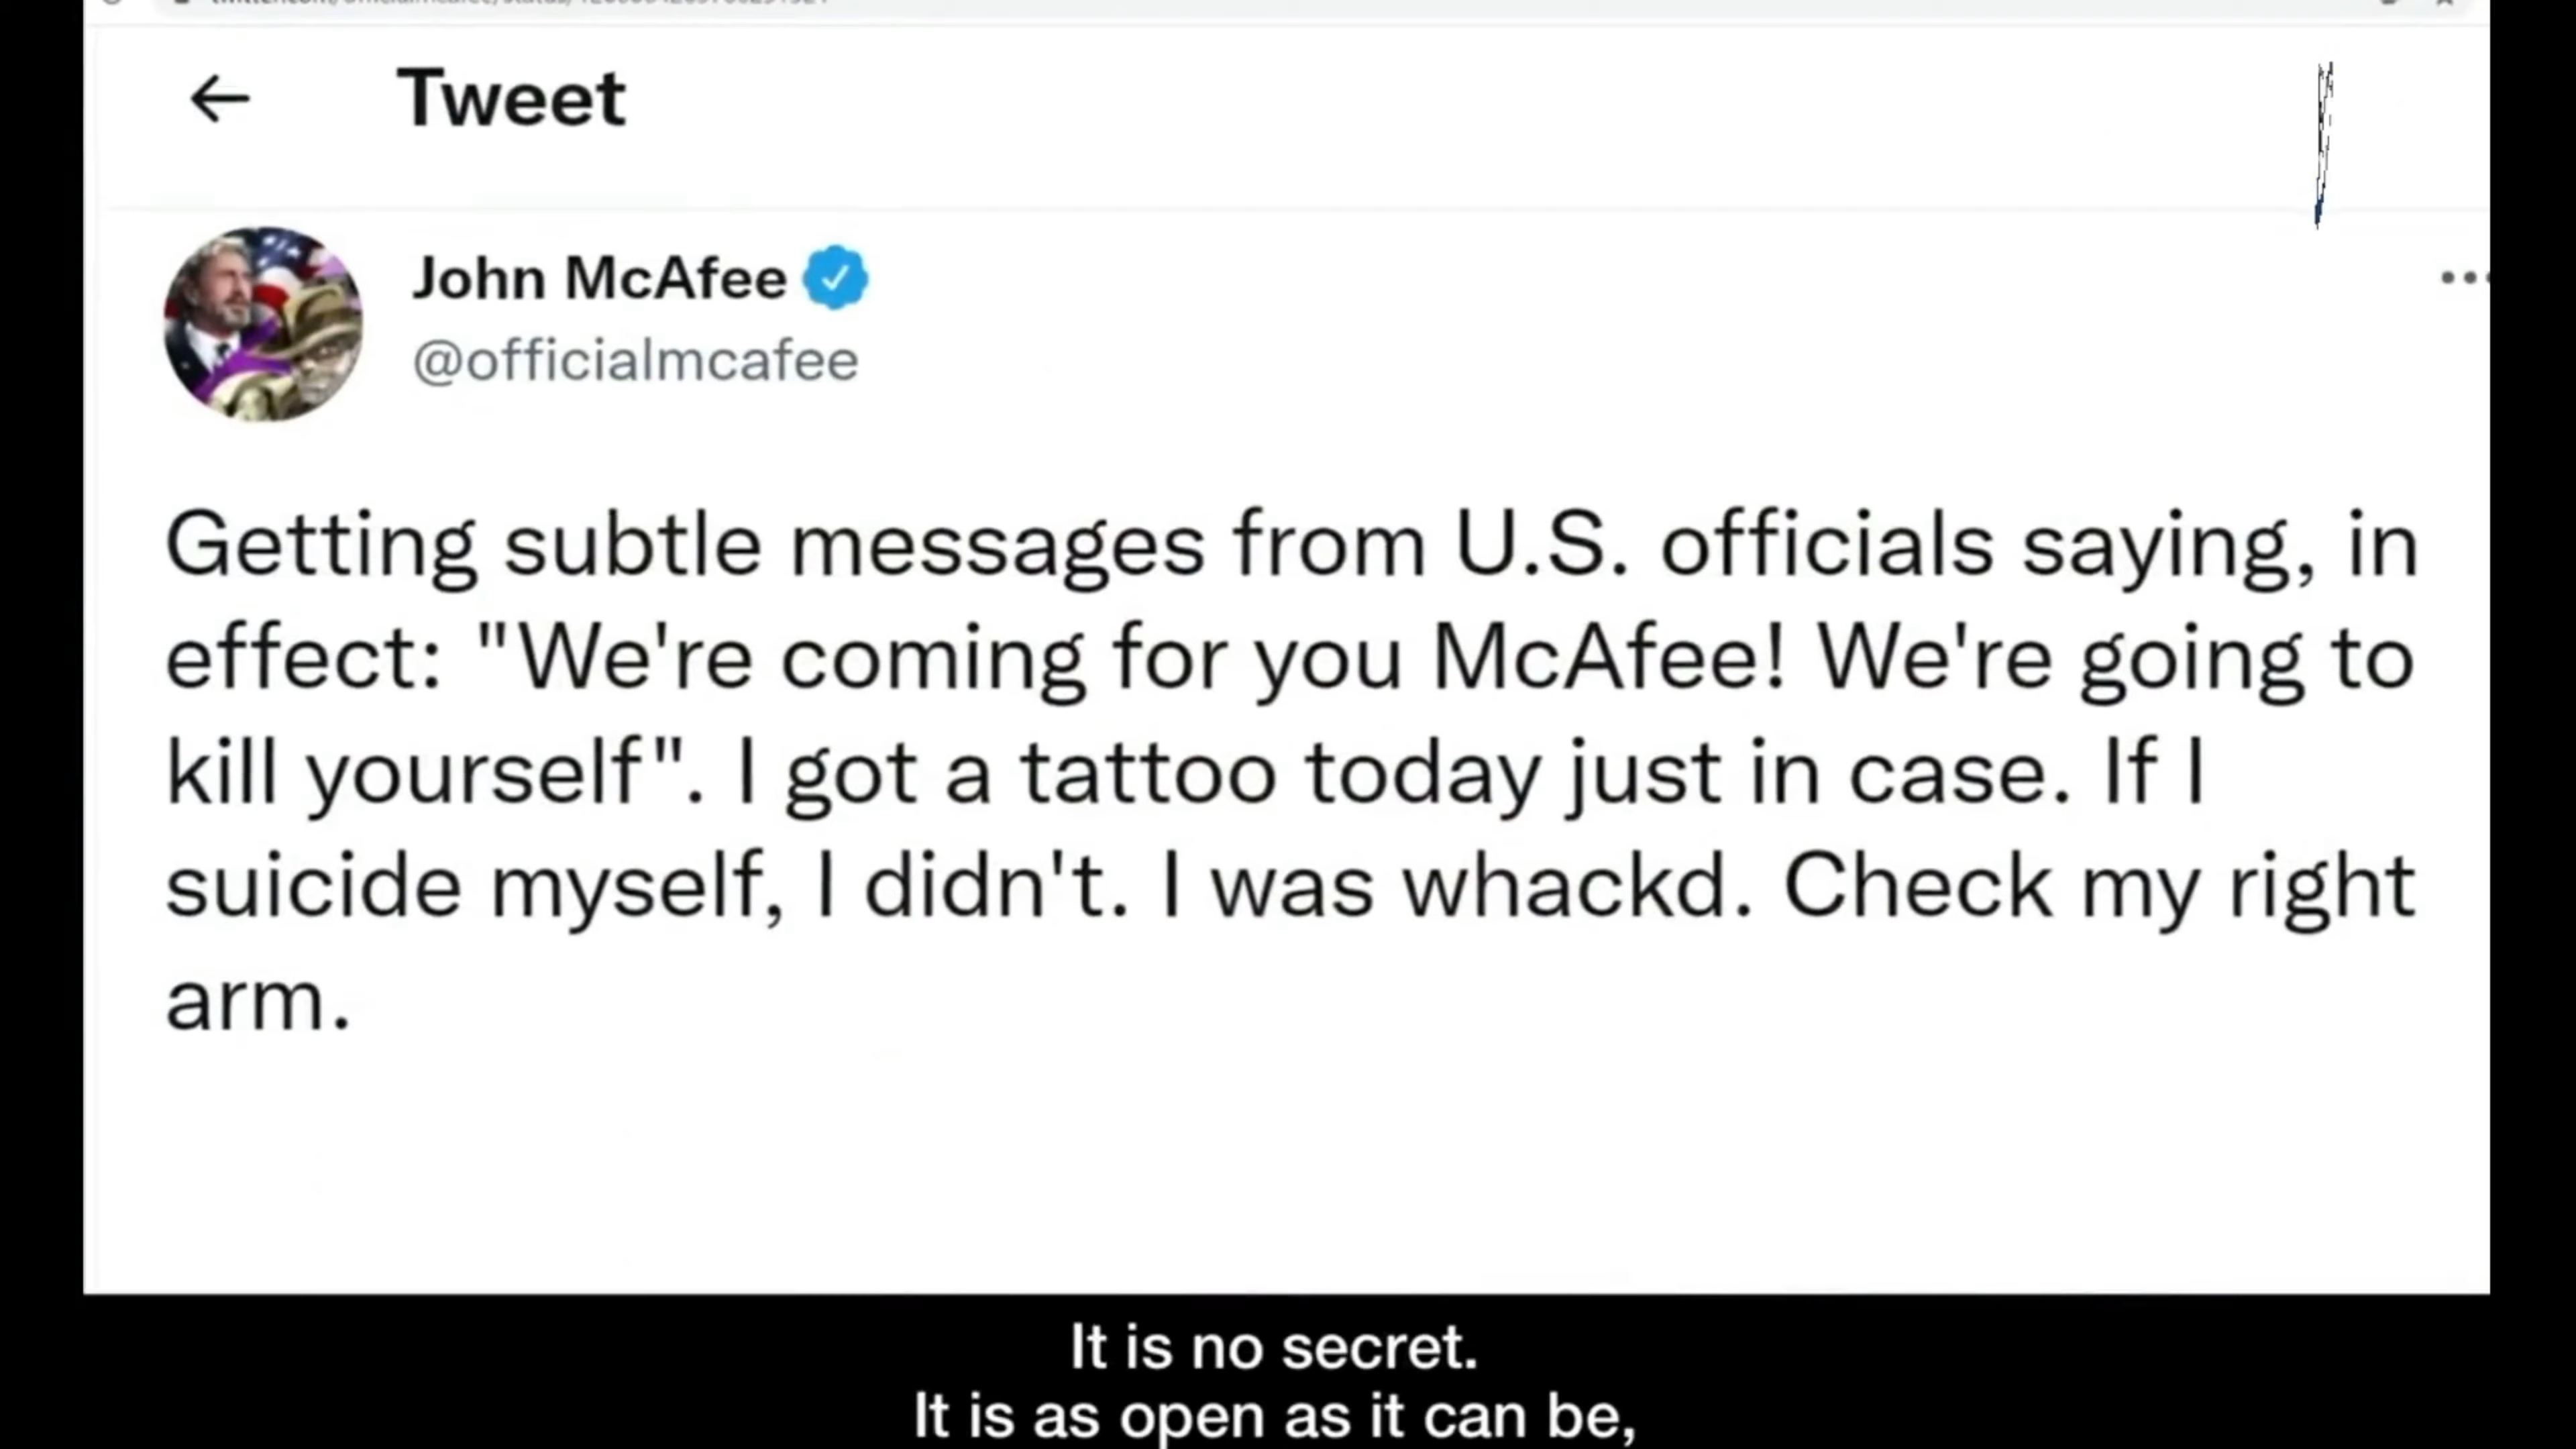 Tweet
John McAfee
@officialmcafee
Getting subtle messages from U.S. officials saying, in
effect: "We're coming for you McAfee! We're going to
kill yourself". I got a tattoo today just in case. If I
suicide myself, I didn't. I was whackd. Check my right
arm.
It is no secret.
It is as open as it can be,